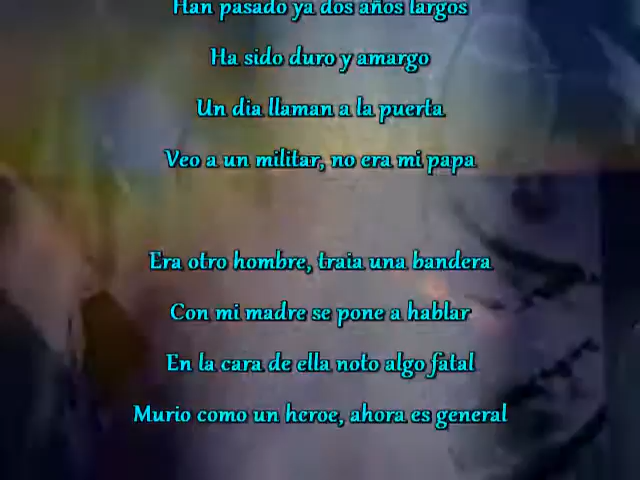 Han pasado ya dos años largos
Ha sido duro y amargo
Un dia llaman a la puerta
Veo a un militar, no era mi papa
Era otro hombre, traia una bandera
Con mi madre se pone a hablar
En la cara de ella noto algo fatal
Murio como un heroe, ahora es general